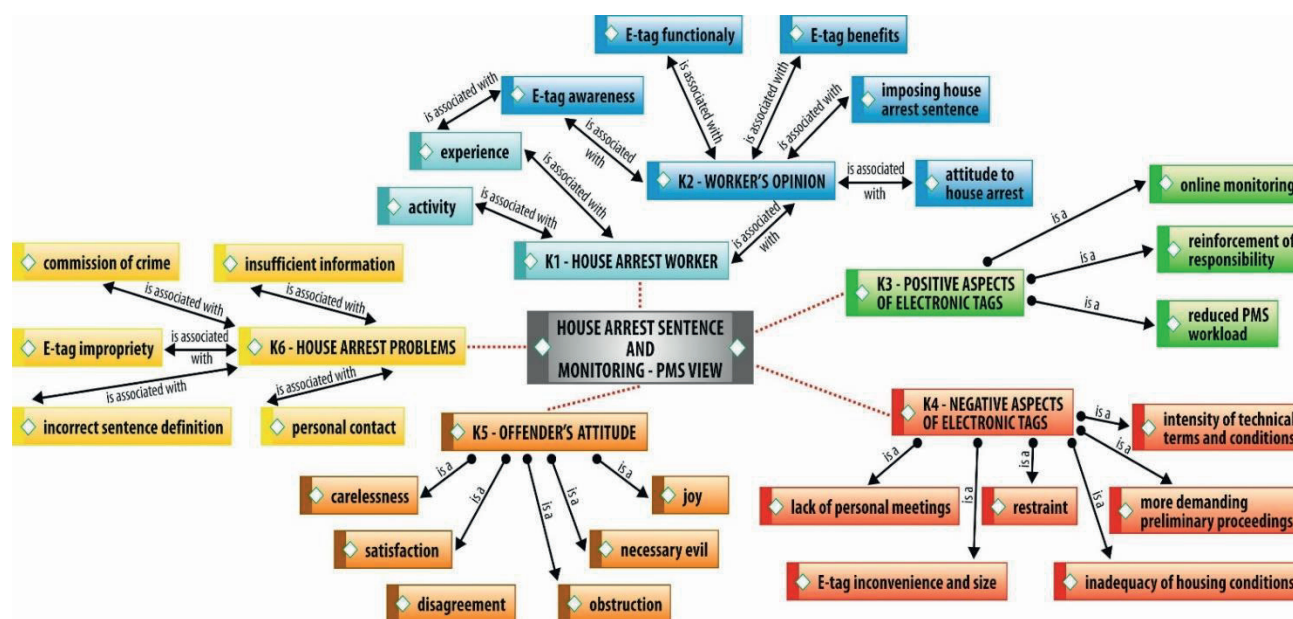 E-tag functionaly
E-tag benefits
is associated with
E-tag awareness
is associated with
is associated with
is associated with
imposing house
arrest sentence
experience
is associated
with
K2 - WORKER'S OPINION
is associated
with
attitude to
house arrest
activity
is associated with
is associated with
is associated
with
K1 - HOUSE ARREST WORKER
online monitoring
is a
reinforcement of
responsibility
is a
K3 - POSITIVE ASPECTS
OF ELECTRONIC TAGS
is a
reduced PMS
workload
commission of crime
insufficient information
is associated with
is associated with
E-tag impropriety
is associated
with
K6 - HOUSE ARREST PROBLEMS
is associated with
is associated with
incorrect sentence definition
personal contact
HOUSE ARREST SENTENCE
AND
MONITORING - PMS VIEW
K5 - OFFENDER'S ATTITUDE
is a
is a
is a
is a
is a
carelessness
joy
satisfaction
necessary evil
disagreement
obstruction
K4 - NEGATIVE ASPECTS
OF ELECTRONIC TAGS
is a
intensity of technical
terms and conditions
is a
is a
is a
is a
is a
lack of personal meetings
restraint
more demanding
preliminary proceedings
E-tag inconvenience and size
inadequacy of housing conditions